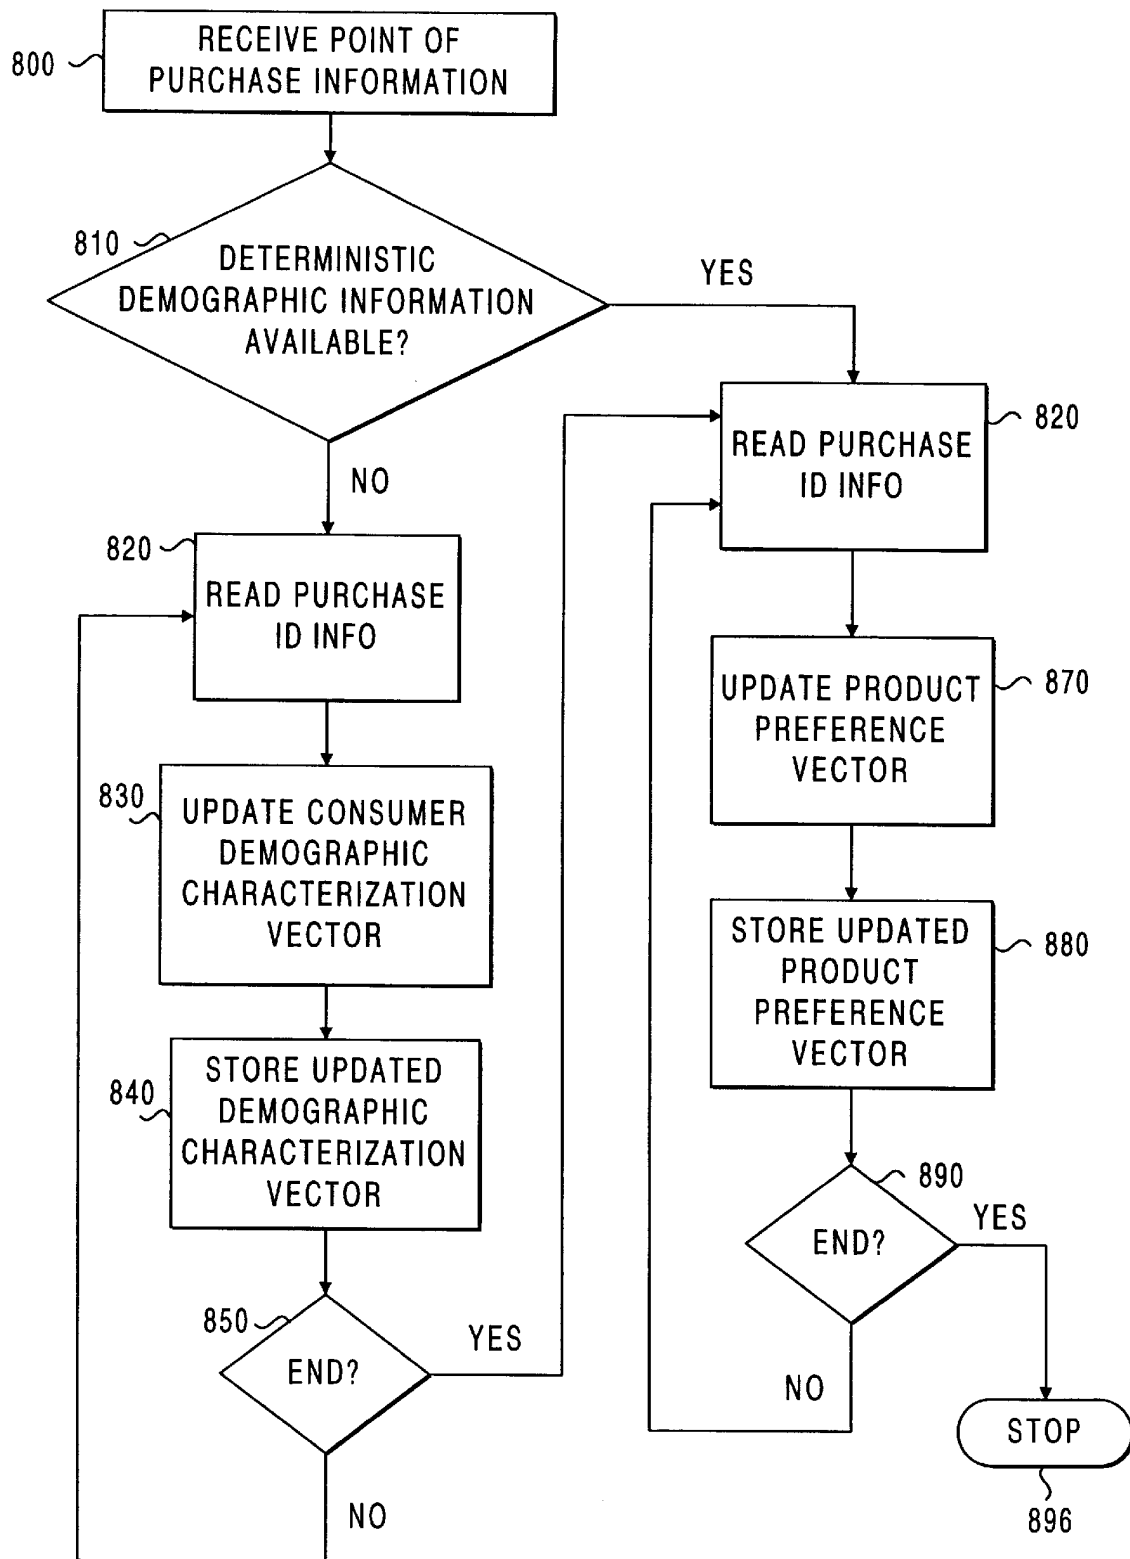 800
RECEIVE POINT OF
PURCHASE INFORMATION
810
DETERMINISTIC
DEMOGRAPHIC INFORMATION
AVAILABLE?
YES
NO
820
READ PURCHASE
ID INFO
830
UPDATE CONSUMER
DEMOGRAPHIC
CHARACTERIZATION
VECTOR
840
STORE UPDATED
DEMOGRAPHIC
CHARACTERIZATION
VECTOR
850
END?
YES
NO
820
READ PURCHASE
ID INFO
870
UPDATE PRODUCT
PREFERENCE
VECTOR
880
STORE UPDATED
PRODUCT
PREFERENCE
VECTOR
890
END?
YES
NO
STOP
896